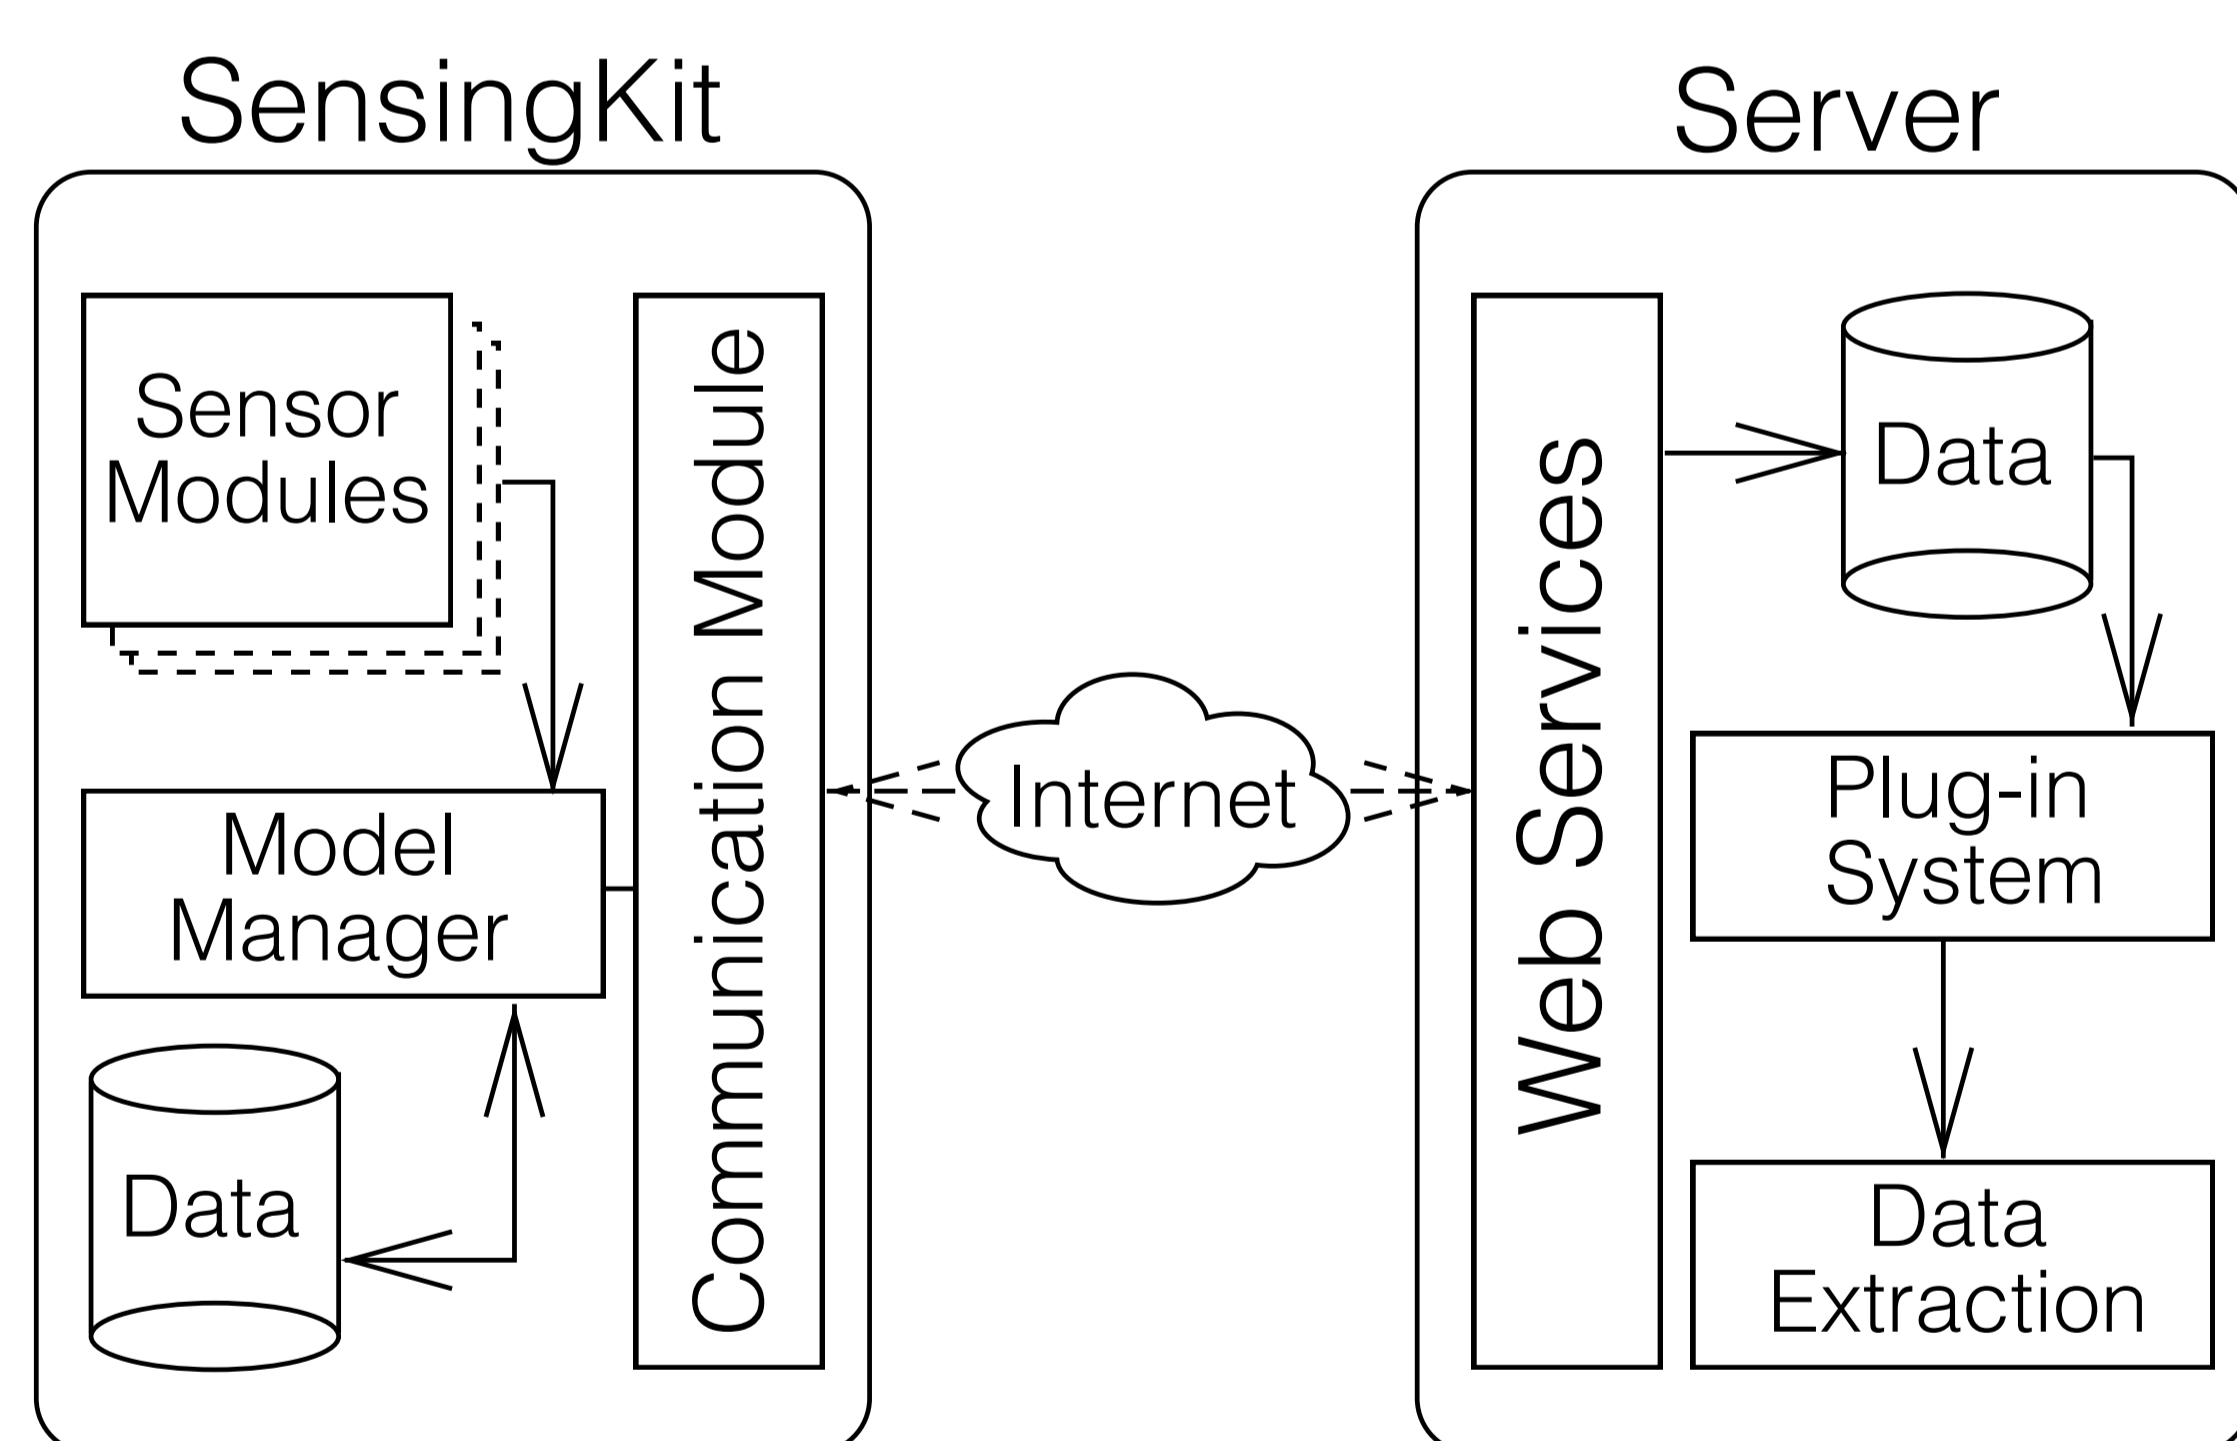 SensingKit
Sensor
Modules
Model
Manager
Data
Communication Module
Internet
Server
Web Services
Data
Plug-in
System
Data
Extraction